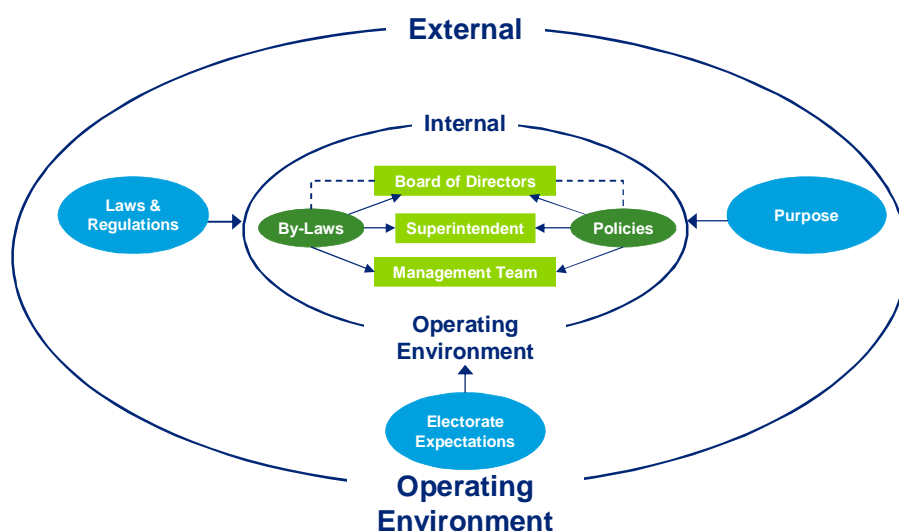 External
Internal
Board of Directors
Laws &
Regulations
By-Laws
Superintendent
Policies
Purpose
Management Team
Operating
Environment
Electorate
Expectations
Operating
Environment